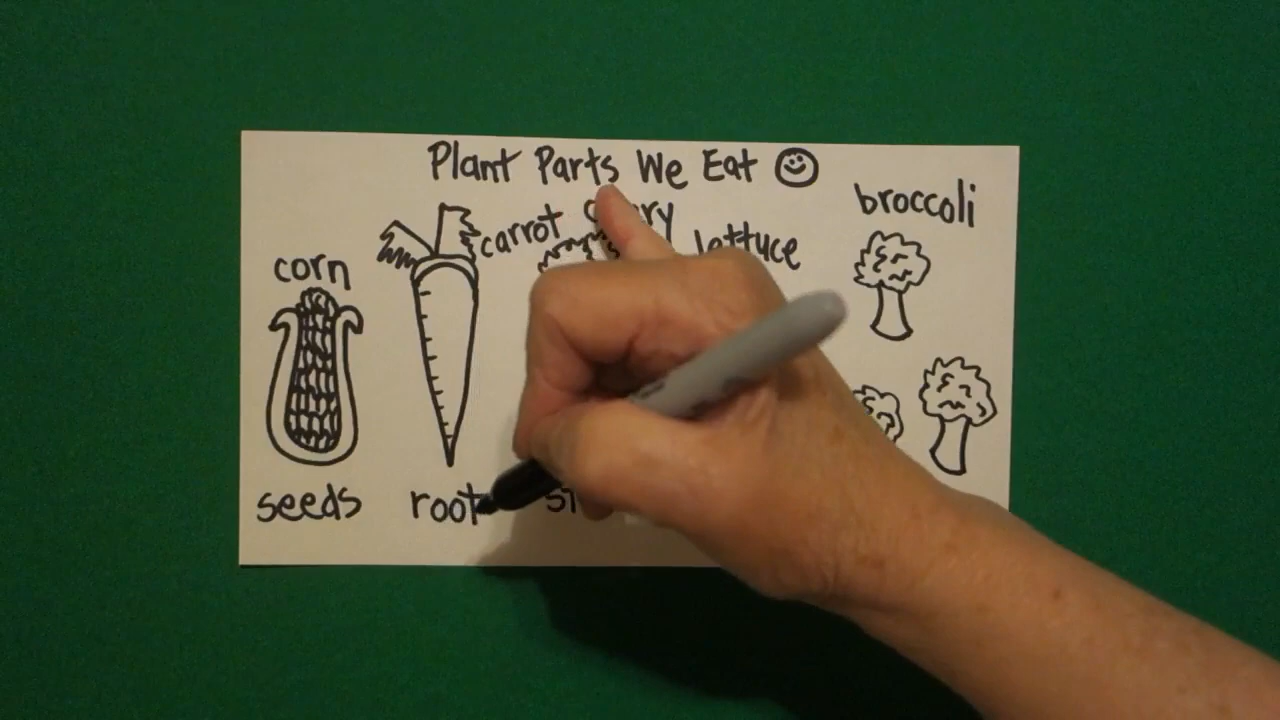 Plant Parts We Eat
broccoli
carrot
lettuce
corn
seeds
root